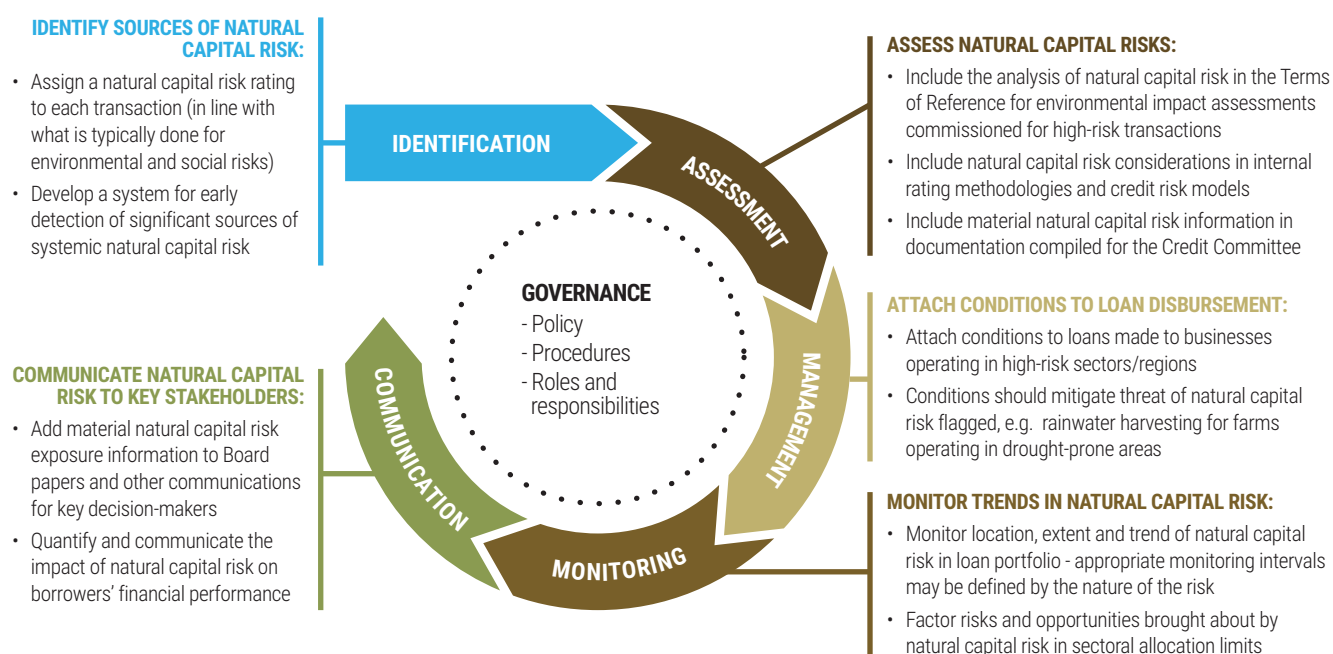 IDENTIFY SOURCES OF NATURAL
CAPITAL RISK:
• Assign a natural capital risk rating
to each transaction (in line with
what is typically done for
environmental and social risks)
• Develop a system for early
detection of significant sources of
systemic natural capital risk
IDENTIFICATION
ASSESSMENT
ASSESS NATURAL CAPITAL RISKS:
• Include the analysis of natural capital risk in the Terms
of Reference for environmental impact assessments
commissioned for high-risk transactions
• Include natural capital risk considerations in internal
rating methodologies and credit risk models
• Include material natural capital risk information in
documentation compiled for the Credit Committee
GOVERNANCE
- Policy
- Procedures
- Roles and
responsibilities
MANAGEMENT
ATTACH CONDITIONS TO LOAN DISBURSEMENT:
• Attach conditions to loans made to businesses
operating in high-risk sectors/regions
• Conditions should mitigate threat of natural capital
risk flagged, e.g. rainwater harvesting for farms
operating in drought-prone areas
MONITORING
MONITOR TRENDS IN NATURAL CAPITAL RISK:
• Monitor location, extent and trend of natural capital
risk in loan portfolio - appropriate monitoring intervals
may be defined by the nature of the risk
• Factor risks and opportunities brought about by
natural capital risk in sectoral allocation limits
COMMUNICATION
COMMUNICATE NATURAL CAPITAL
RISK TO KEY STAKEHOLDERS:
• Add material natural capital risk
exposure information to Board
papers and other communications
for key decision-makers
• Quantify and communicate the
impact of natural capital risk on
borrowers' financial performance